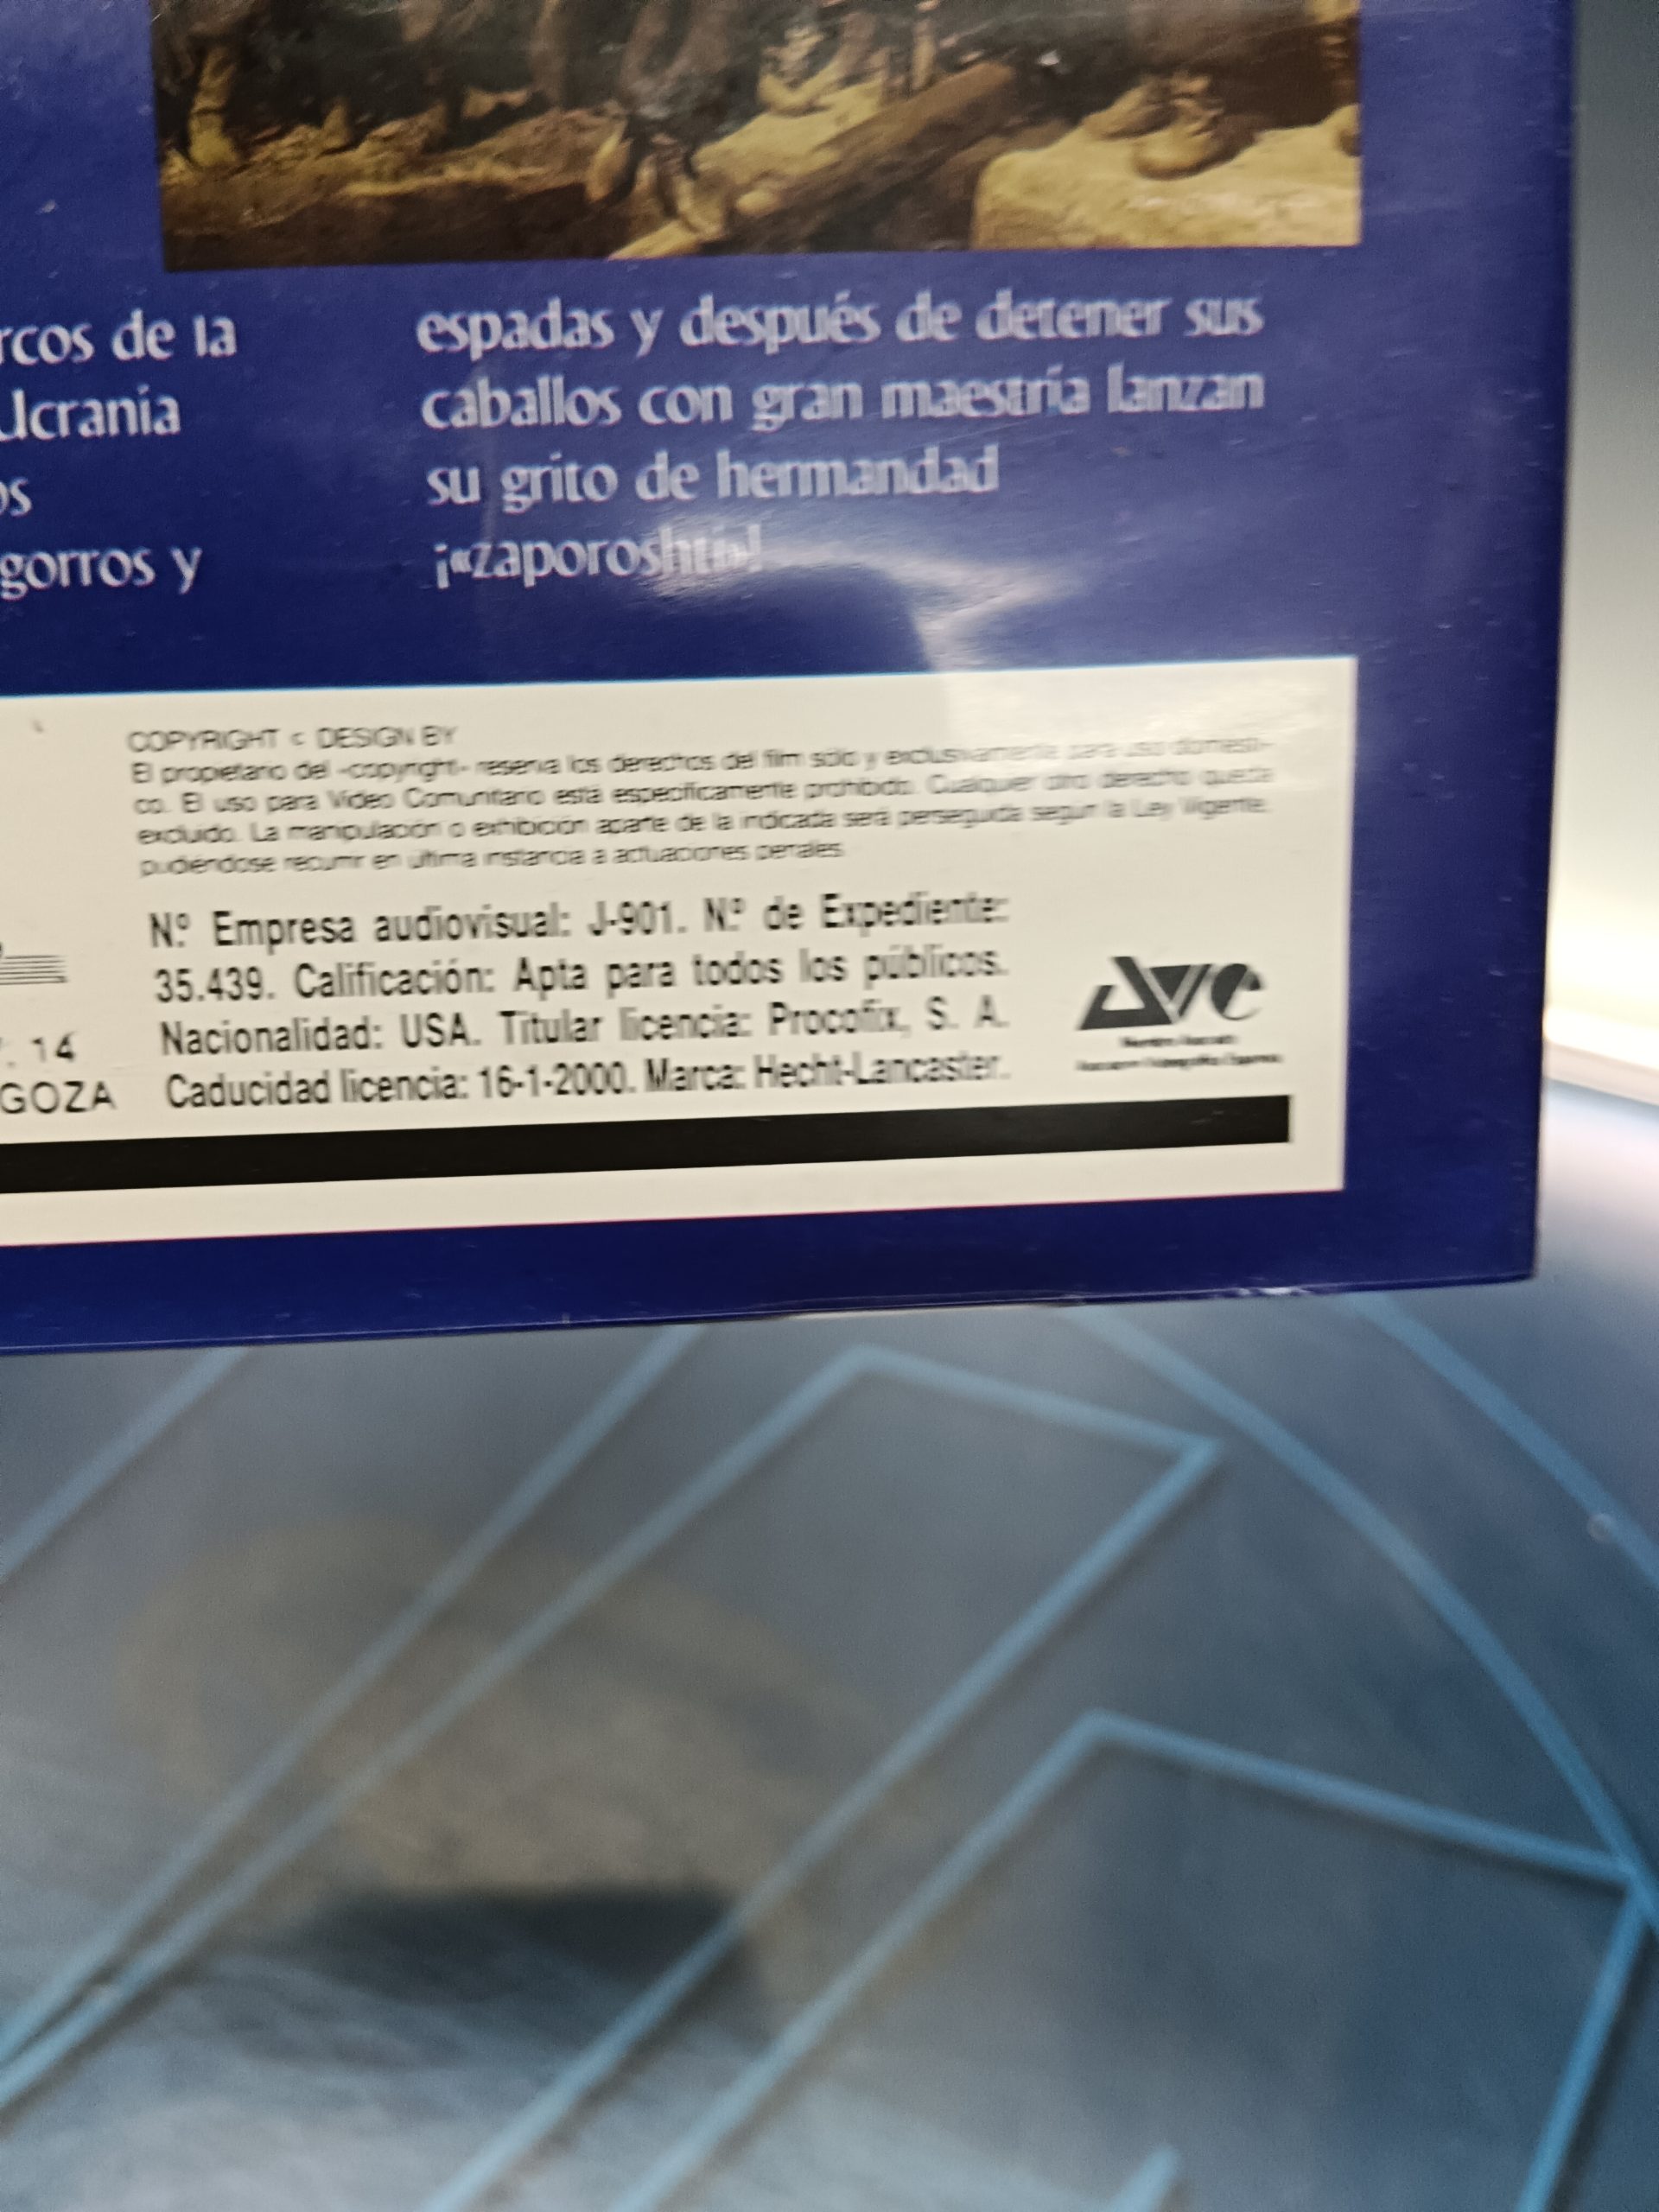 rcos de la
Ucrania
os
gorros y
espadas y después de detener sus
caballos con gran maestría lanzan
su grito de hermandad
¡«zaporoshti»!
COPYRIGHT c DESIGN BY
El propietario del «copyright» reserva los derechos del film sólo y exclusivamente para uso domésti-
co. El uso para Video Comunitario está específicamente prohibido. Cualquier otro derecho queda
excluido. La manipulación o exhibición aparte de la indicada será perseguida según la Ley Vigente,
pudiéndose recurrir en última instancia a actuaciones penales.
Nº Empresa audiovisual: J-901. Nº de Expediente:
35.439. Calificación: Apta para todos los públicos.
Nacionalidad: USA. Titular licencia: Procofix, S. A.
Caducidad licencia: 16-1-2000. Marca: Hecht-Lancaster.
. 14
GOZA
AVE